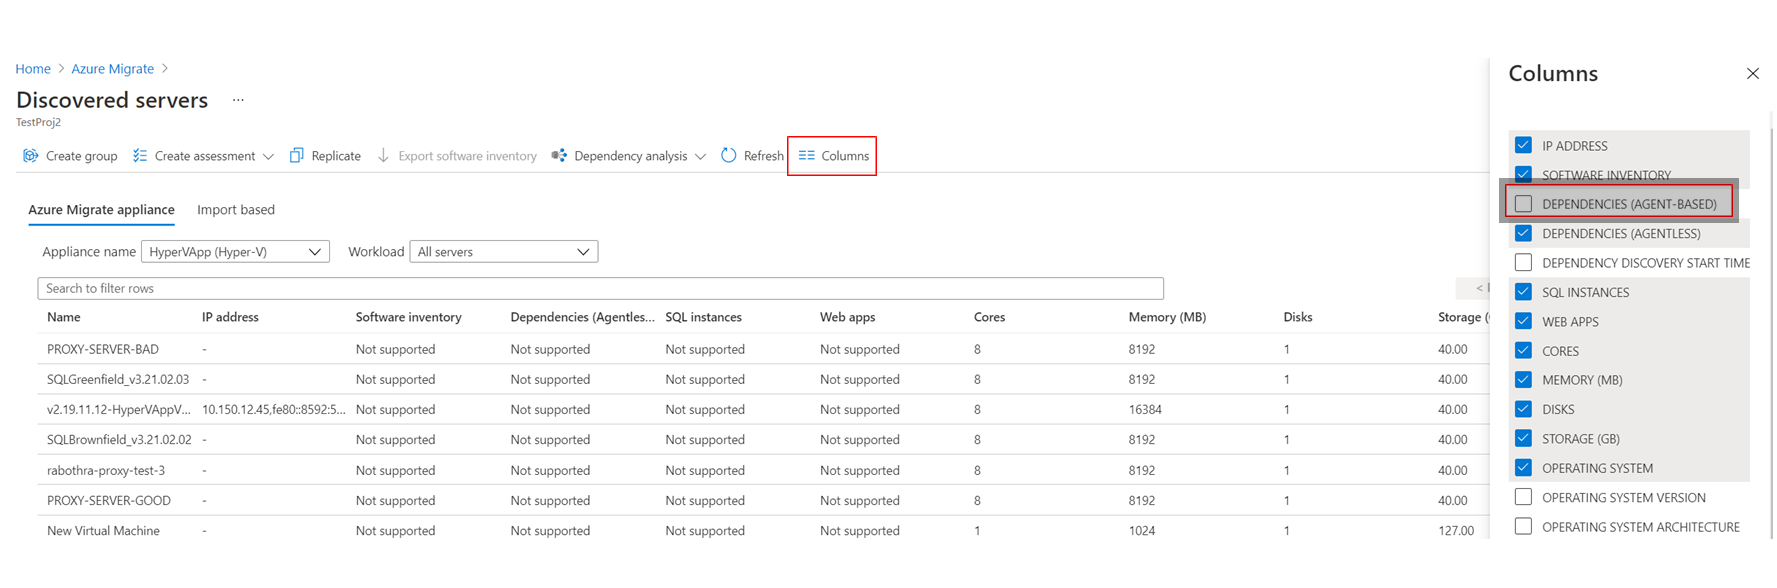 Home > Azure Migrate >
Discovered servers ...
TestProj2
Create group Create assessment Replicate Export software inventory Dependency analysis Refresh Columns
Azure Migrate appliance Import based
Appliance name HyperVApp (Hyper-V) Workload All servers
Search to filter rows
<
Name IP address Software inventory Dependencies (Agentles... SQL instances Web apps Cores Memory (MB) Disks Storage (
PROXY-SERVER-BAD - Not supported Not supported Not supported Not supported 8 8192 1 40.00
SQLGreenfield_v3.21.02.03 - Not supported Not supported Not supported Not supported 8 8192 1 40.00
v2.19.11.12-HyperVAppV... 10.150.12.45,fe80::8592:5... Not supported Not supported Not supported Not supported 8 16384 1 40.00
SQLBrownfield_v3.21.02.02 - Not supported Not supported Not supported Not supported 8 8192 1 40.00
rabothra-proxy-test-3 - Not supported Not supported Not supported Not supported 8 8192 1 40.00
PROXY-SERVER-GOOD - Not supported Not supported Not supported Not supported 8 8192 1 40.00
New Virtual Machine - Not supported Not supported Not supported Not supported 1 1024 1 127.00
Columns
IP ADDRESS
SOFTWARE INVENTORY
DEPENDENCIES (AGENT-BASED)
DEPENDENCIES (AGENTLESS)
DEPENDENCY DISCOVERY START TIME
SQL INSTANCES
WEB APPS
CORES
MEMORY (MB)
DISKS
STORAGE (GB)
OPERATING SYSTEM
OPERATING SYSTEM VERSION
OPERATING SYSTEM ARCHITECTURE